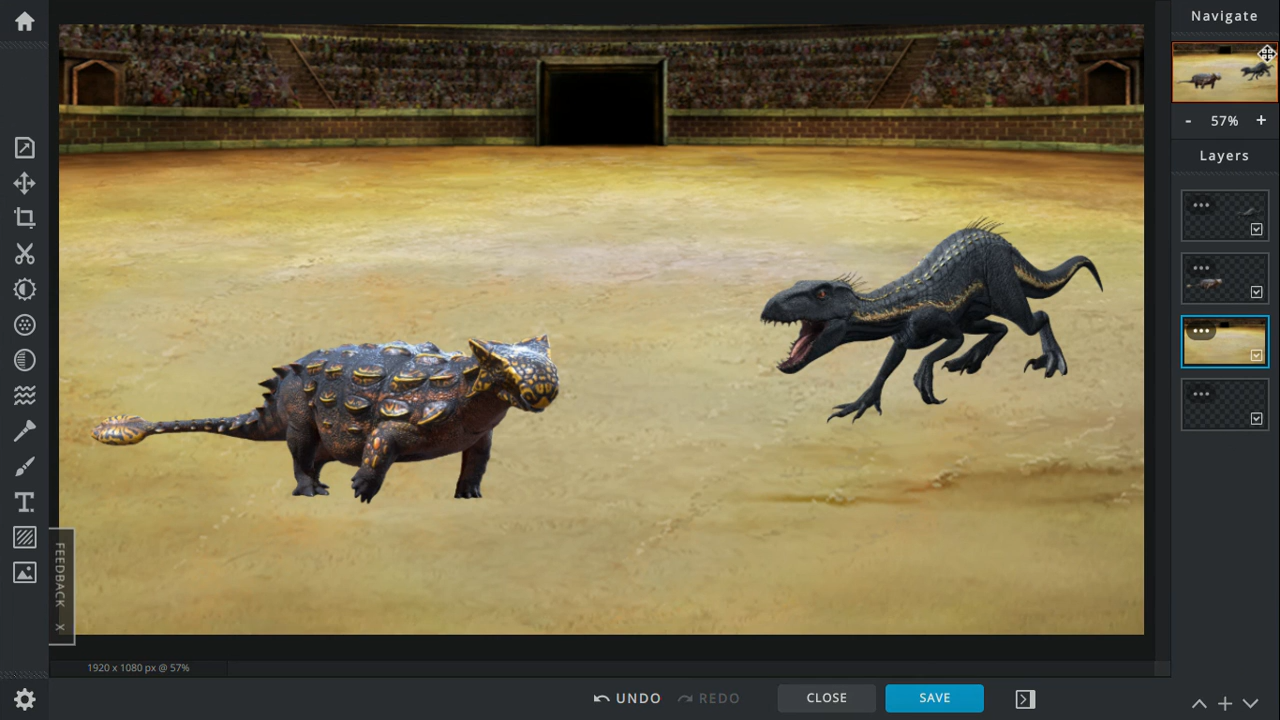 Navigate
- 57% +
Layers
FEEDBACK X
1920 x 1080 px @ 57%
UNDO
REDO
CLOSE
SAVE